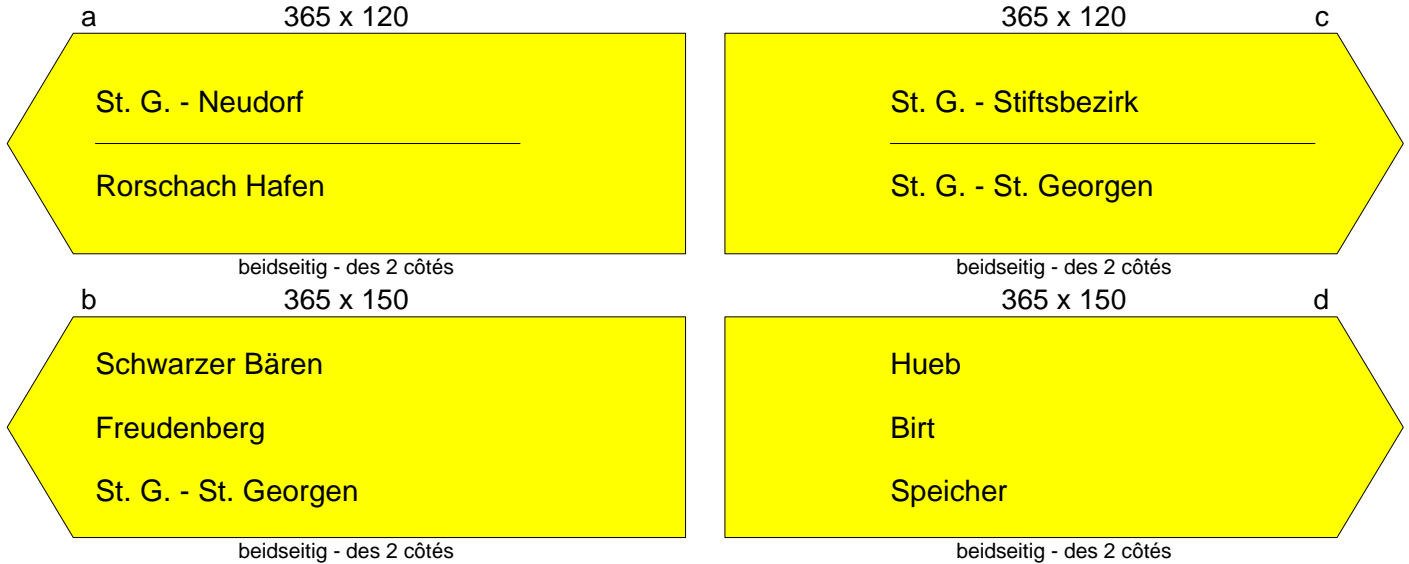 a 365 x 120
St. G. - Neudorf
Rorschach Hafen
beidseitig - des 2 côtés
365 x 120 c
St. G. - Stiftsbezirk
St. G. - St. Georgen
beidseitig - des 2 côtés
b 365 x 150
Schwarzer Bären
Freudenberg
St. G. - St. Georgen
beidseitig - des 2 côtés
365 x 150 d
Hueb
Birt
Speicher
beidseitig - des 2 côtés